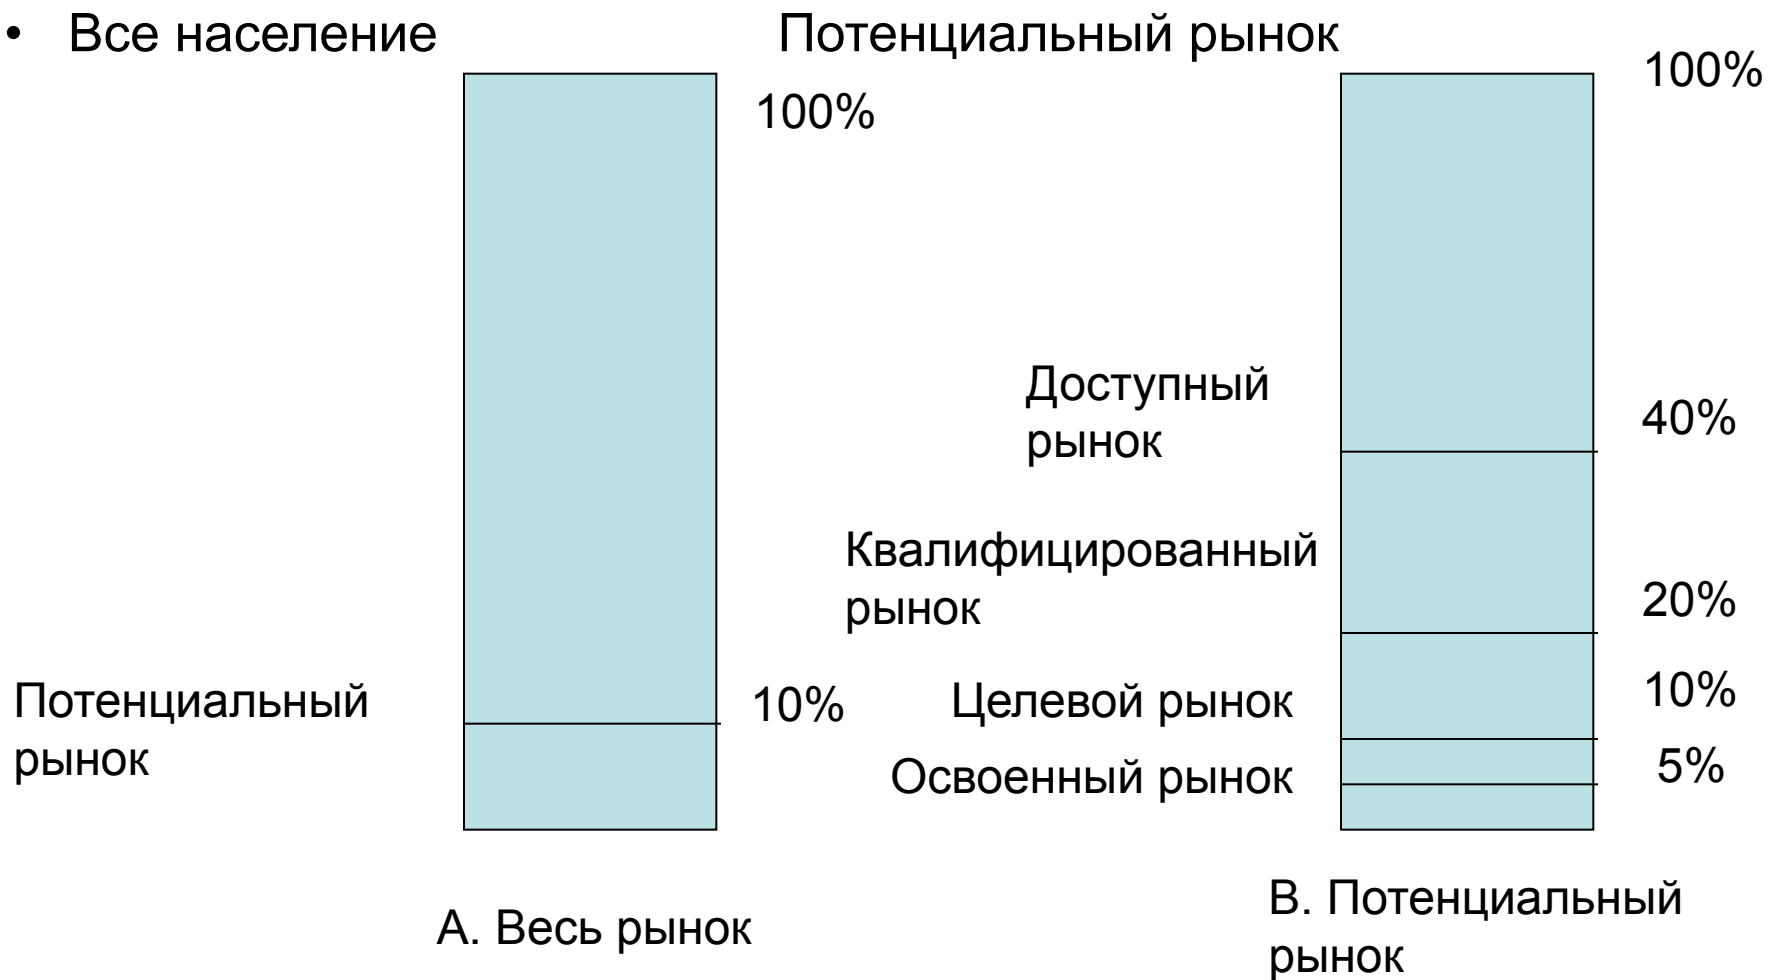 • Все население
Потенциальный рынок
100%
100%
Доступный
рынок
40%
Квалифицированный
рынок
20%
Потенциальный
рынок
10%
Целевой рынок
10%
Освоенный рынок
5%
А. Весь рынок
В. Потенциальный
рынок